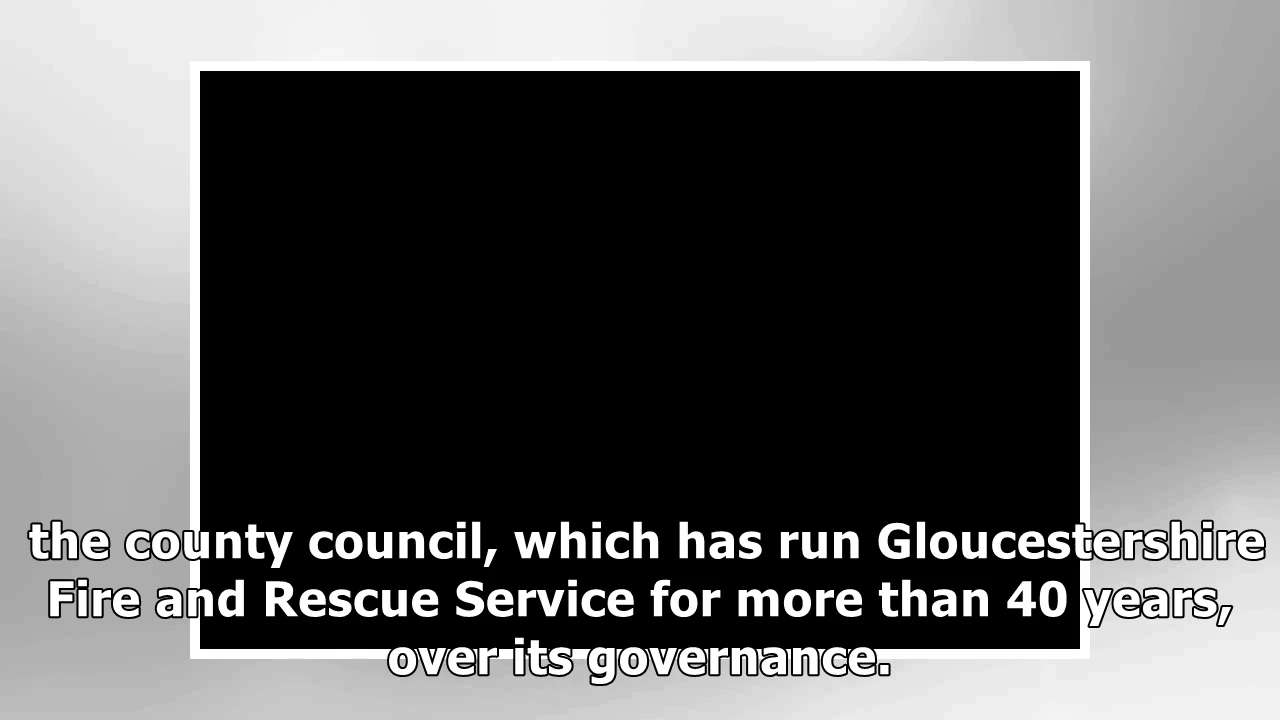 the county council, which has run Gloucestershire
Fire and Rescue Service for more than 40 years,
over its governance.